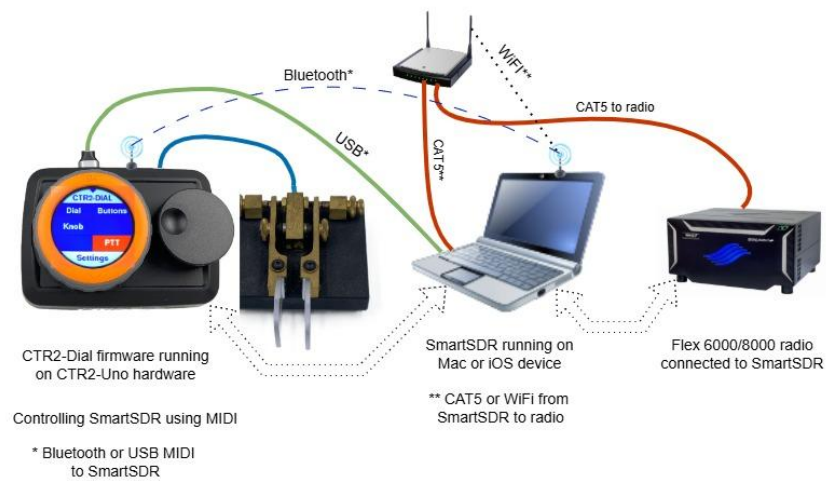 WiFi**
Bluetooth*
CAT5 to radio
USB*
CAT5**
CTR2-DIAL
Dial Buttons
Knob
PTT
Settings
CTR2-Dial firmware running
on CTR2-Uno hardware
Controlling SmartSDR using MIDI
* Bluetooth or USB MIDI
to SmartSDR
SmartSDR running on
Mac or iOS device
** CAT5 or WiFi from
SmartSDR to radio
Flex 6000/8000 radio
connected to SmartSDR